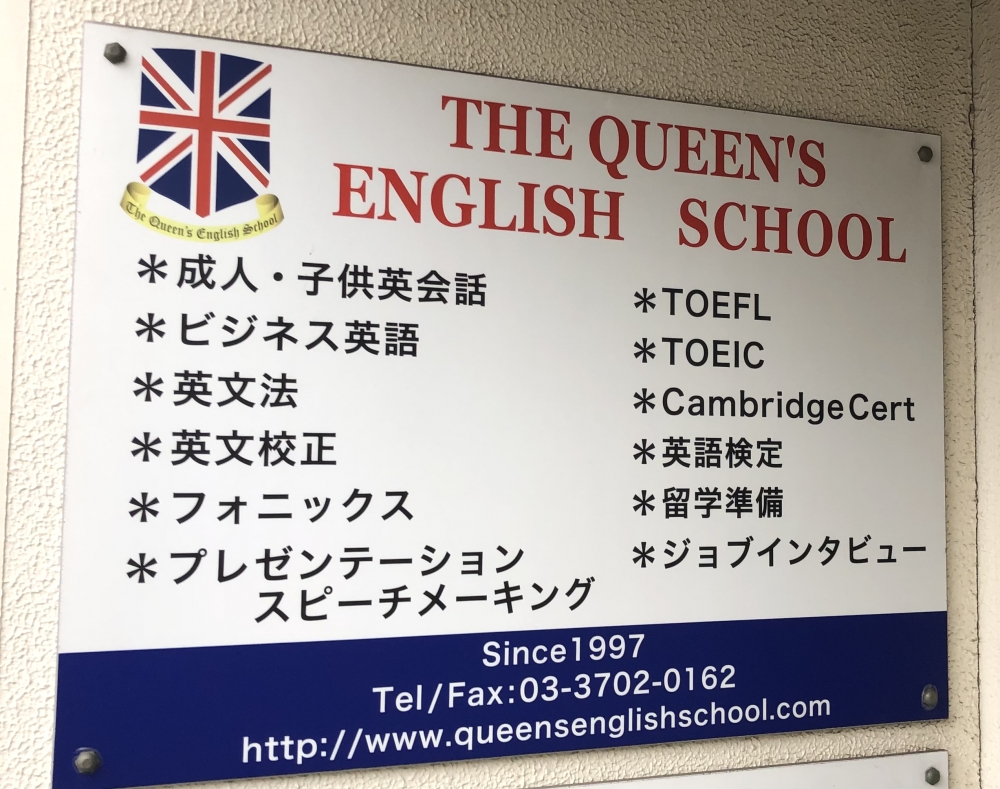 The Queen's English School
THE QUEEN'S
ENGLISH SCHOOL
＊成人・子供英会話
＊ビジネス英語
＊英文法
＊英文校正
＊フォニックス
＊プレゼンテーション
スピーチメーキング
＊TOEFL
＊TOEIC
＊CambridgeCert
＊英語検定
＊留学準備
＊ジョブインタビュー
Since1997
Tel/Fax:03-3702-0162
http://www.queensenglishschool.com